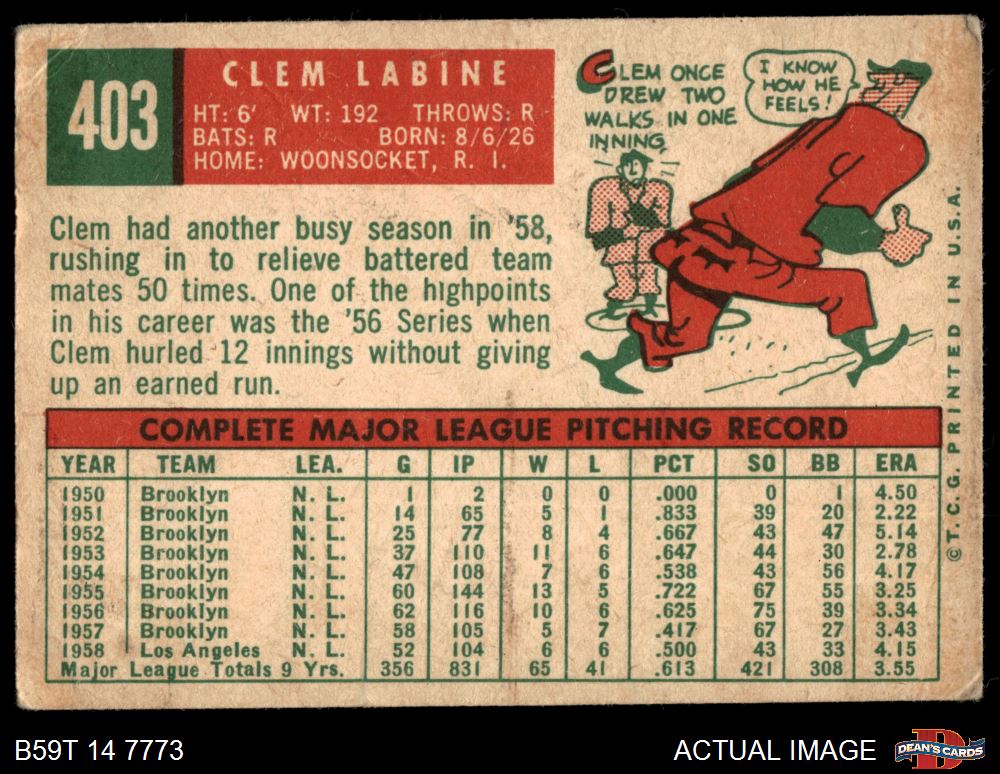 403
CLEM LABINE
HT: 6' WT: 192 THROWS: R
BATS: R BORN: 8/6/26
HOME: WOONSOCKET, R. I.
CLEM ONCE
DREW TWO
WALKS IN ONE
INNING
I KNOW
HOW HE
FEELS!
Clem had another busy season in '58,
rushing in to relieve battered team
mates 50 times. One of the highpoints
in his career was the '56 Series when
Clem hurled 12 innings without giving
up an earned run.
COMPLETE MAJOR LEAGUE PITCHING RECORD
YEAR TEAM LEA. G IP W L PCT SO BB ERA
1950 Brooklyn N. L. 1 2 0 0 .000 0 1 4.50
1951 Brooklyn N. L. 14 65 5 1 .833 39 20 2.22
1952 Brooklyn N. L. 25 77 8 4 .667 43 47 5.14
1953 Brooklyn N. L. 37 110 11 6 .647 44 30 2.78
1954 Brooklyn N. L. 47 108 7 6 .538 43 56 4.17
1955 Brooklyn N. L. 60 144 13 5 .722 67 55 3.25
1956 Brooklyn N. L. 62 116 10 6 .625 75 39 3.34
1957 Brooklyn N. L. 58 105 5 7 .417 67 27 3.43
1958 Los Angeles N. L. 52 104 6 6 .500 43 33 4.15
Major League Totals 9 Yrs. 356 831 65 41 .613 421 308 3.55
© T. C. G. PRINTED IN U.S.A.
B59T 14 7773
ACTUAL IMAGE
DEAN'S CARDS